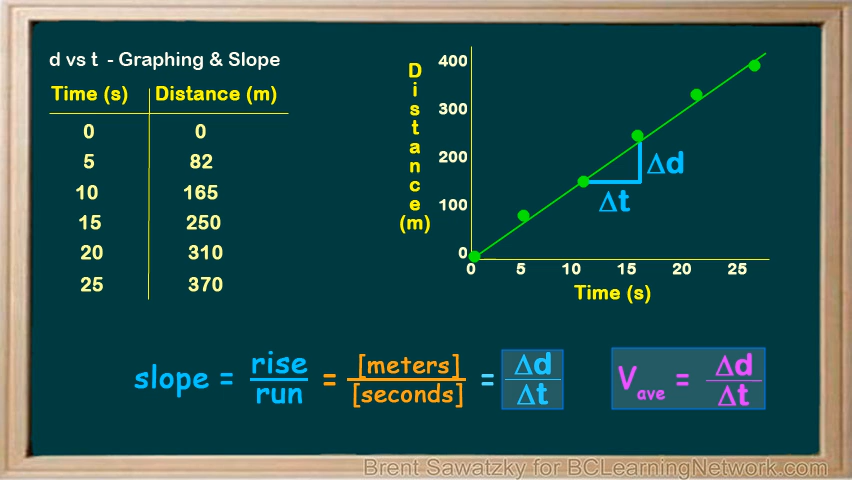 d vs t - Graphing & Slope
Time (s) Distance (m)
0 0
5 82
10 165
15 250
20 310
25 370
Distance (m)
400
300
200
100
0
0 5 10 15 20 25
Time (s)
Δd
Δt
slope = rise/run = [meters]/[seconds] = Δd/Δt
Vave = Δd/Δt
Brent Sawatzky for BCLearningNetwork.com